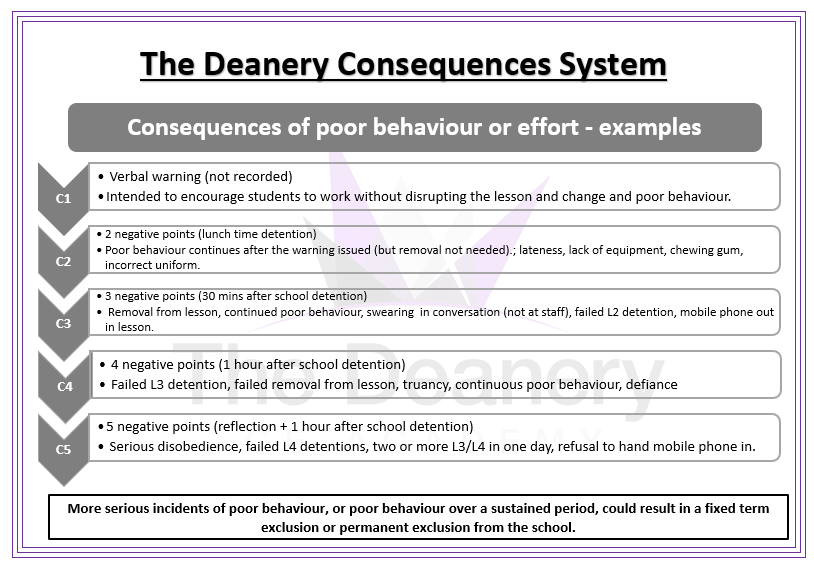 The Deanery Consequences System
Consequences of poor behaviour or effort - examples
C1
• Verbal warning (not recorded)
• Intended to encourage students to work without disrupting the lesson and change and poor behaviour.
C2
• 2 negative points (lunch time detention)
• Poor behaviour continues after the warning issued (but removal not needed).; lateness, lack of equipment, chewing gum,
incorrect uniform.
C3
• 3 negative points (30 mins after school detention)
• Removal from lesson, continued poor behaviour, swearing in conversation (not at staff), failed L2 detention, mobile phone out
in lesson.
C4
• 4 negative points (1 hour after school detention)
• Failed L3 detention, failed removal from lesson, truancy, continuous poor behaviour, defiance
C5
• 5 negative points (reflection + 1 hour after school detention)
• Serious disobedience, failed L4 detentions, two or more L3/L4 in one day, refusal to hand mobile phone in.
The Deanery
ACADEMY
More serious incidents of poor behaviour, or poor behaviour over a sustained period, could result in a fixed term
exclusion or permanent exclusion from the school.